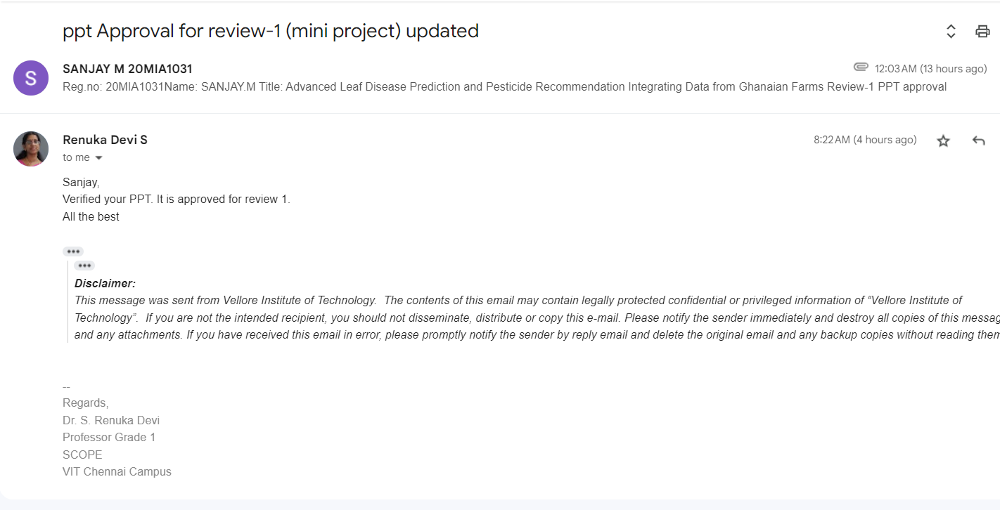 ppt Approval for review-1 (mini project) updated
S
SANJAY M 20MIA1031
12:03 AM (13 hours ago)
Reg.no: 20MIA1031Name: SANJAY.M Title: Advanced Leaf Disease Prediction and Pesticide Recommendation Integrating Data from Ghanaian Farms Review-1 PPT approval
Renuka Devi S
8:22 AM (4 hours ago)
to me
Sanjay,
Verified your PPT. It is approved for review 1.
All the best
Disclaimer:
This message was sent from Vellore Institute of Technology.  The contents of this email may contain legally protected confidential or privileged information of “Vellore Institute of
Technology”.  If you are not the intended recipient, you should not disseminate, distribute or copy this e-mail. Please notify the sender immediately and destroy all copies of this messag
and any attachments. If you have received this email in error, please promptly notify the sender by reply email and delete the original email and any backup copies without reading them
--
Regards,
Dr. S. Renuka Devi
Professor Grade 1
SCOPE
VIT Chennai Campus